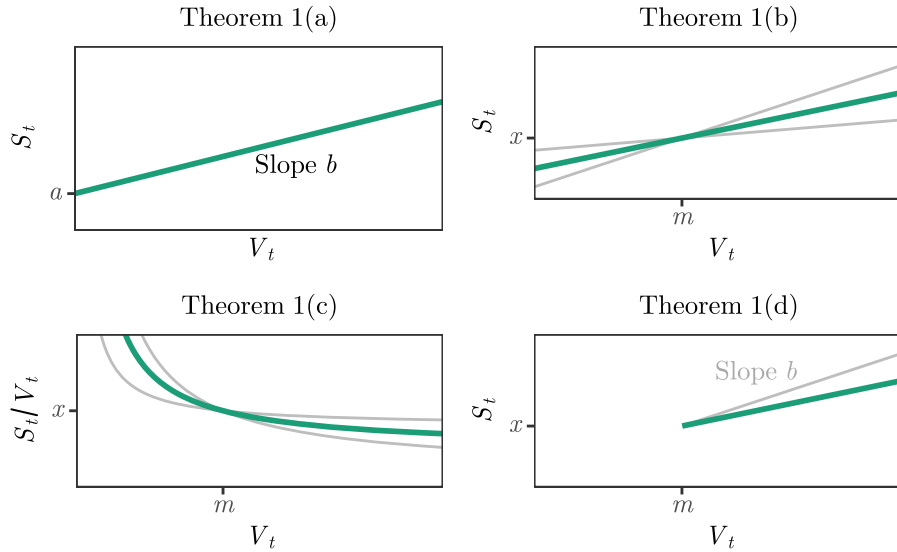 Theorem 1(a)
S_t
a
Slope b
V_t
Theorem 1(b)
S_t
x
m
V_t
Theorem 1(c)
S_t/V_t
x
m
V_t
Theorem 1(d)
S_t
x
Slope b
m
V_t